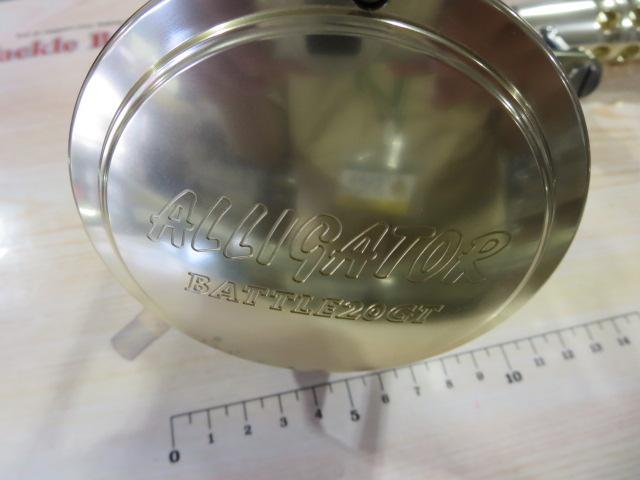 ackle B
ALLIGATOR
BATTLE20GT
0 1 2 3 4 5 6 7 8 9 10 11 12 13 14